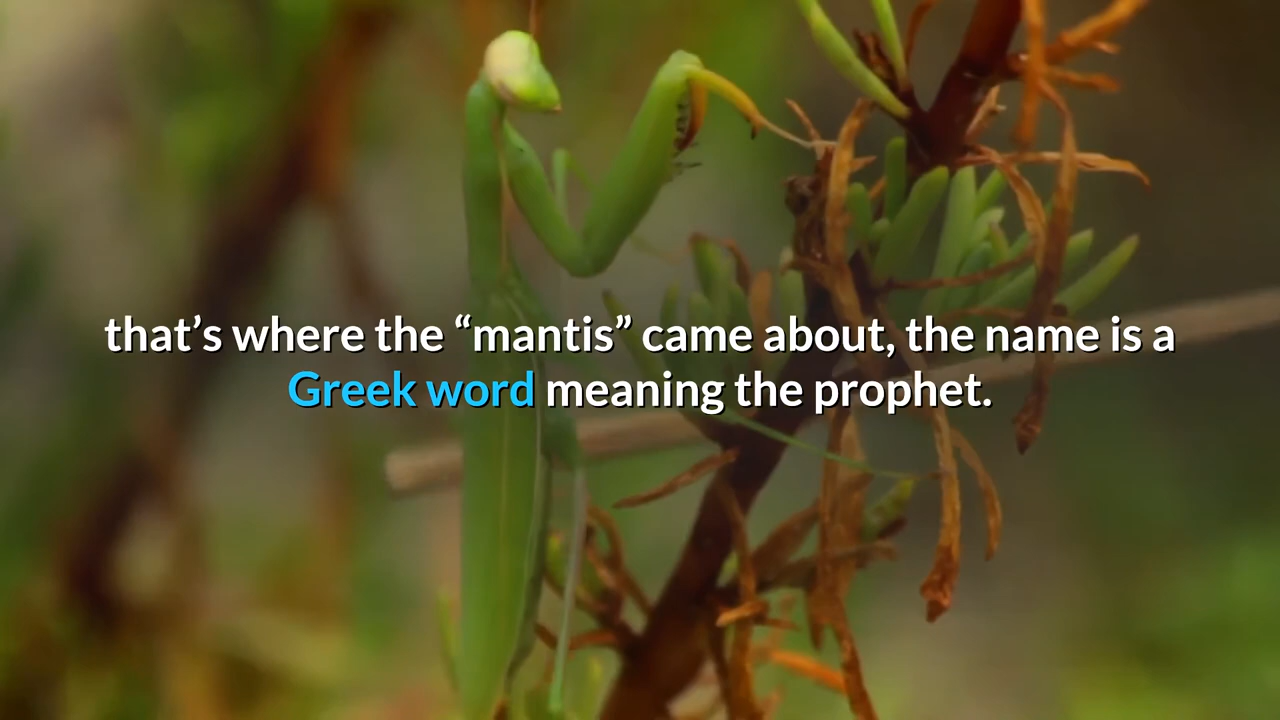 that’s where the “mantis” came about, the name is a
Greek word meaning the prophet.